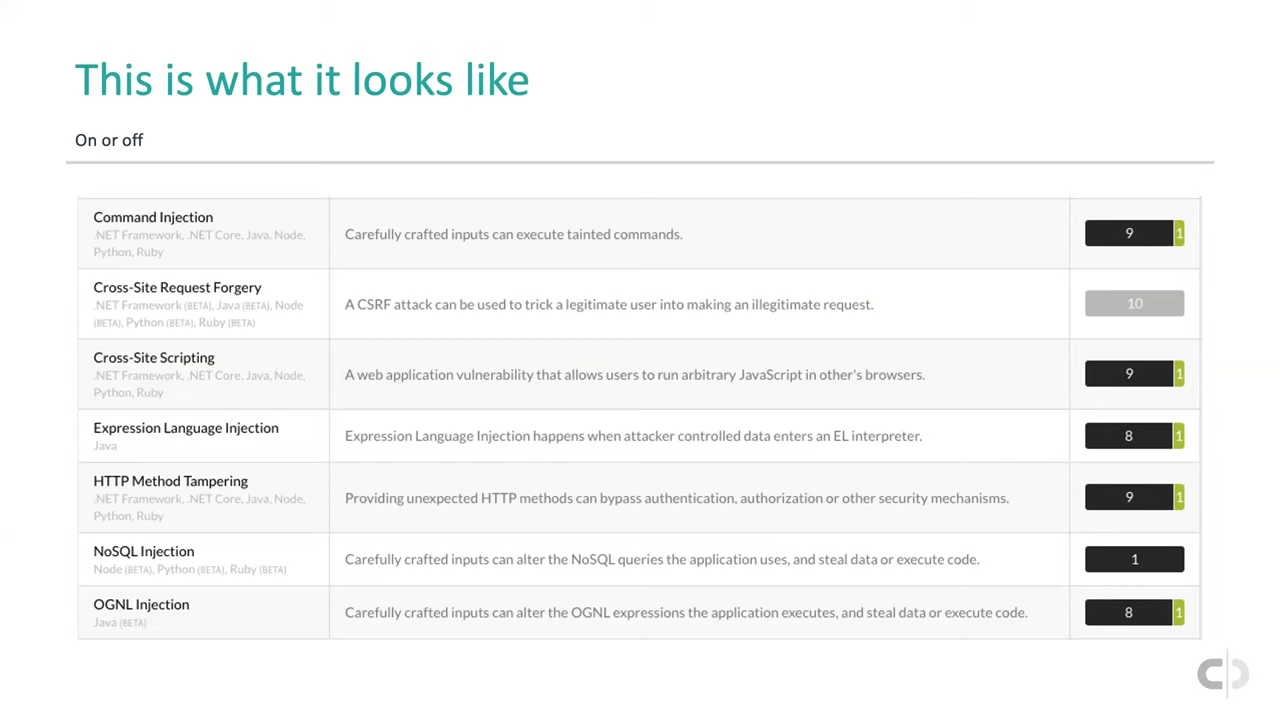 This is what it looks like
On or off
Command Injection
.NET Framework, .NET Core, Java, Node,
Python, Ruby
Carefully crafted inputs can execute tainted commands.
9 1
Cross-Site Request Forgery
.NET Framework (BETA), Java (BETA), Node
(BETA), Python (BETA), Ruby (BETA)
A CSRF attack can be used to trick a legitimate user into making an illegitimate request.
10
Cross-Site Scripting
.NET Framework, .NET Core, Java, Node,
Python, Ruby
A web application vulnerability that allows users to run arbitrary JavaScript in other's browsers.
9 1
Expression Language Injection
Java
Expression Language Injection happens when attacker controlled data enters an EL interpreter.
8 1
HTTP Method Tampering
.NET Framework, .NET Core, Java, Node,
Python, Ruby
Providing unexpected HTTP methods can bypass authentication, authorization or other security mechanisms.
9 1
NoSQL Injection
Node (BETA), Python (BETA), Ruby (BETA)
Carefully crafted inputs can alter the NoSQL queries the application uses, and steal data or execute code.
1
OGNL Injection
Java (BETA)
Carefully crafted inputs can alter the OGNL expressions the application executes, and steal data or execute code.
8 1